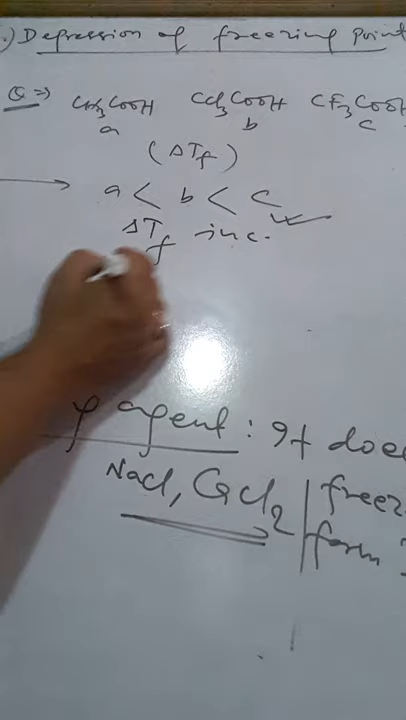 .) Depression of freezing point
Q ⇒ CH3COOH CCl3COOH CF3COOH
a b c
(ΔTf)
→ a < b < c ✓
ΔTf inc.
agent : It does
NaCl, CaCl2 | freez
form